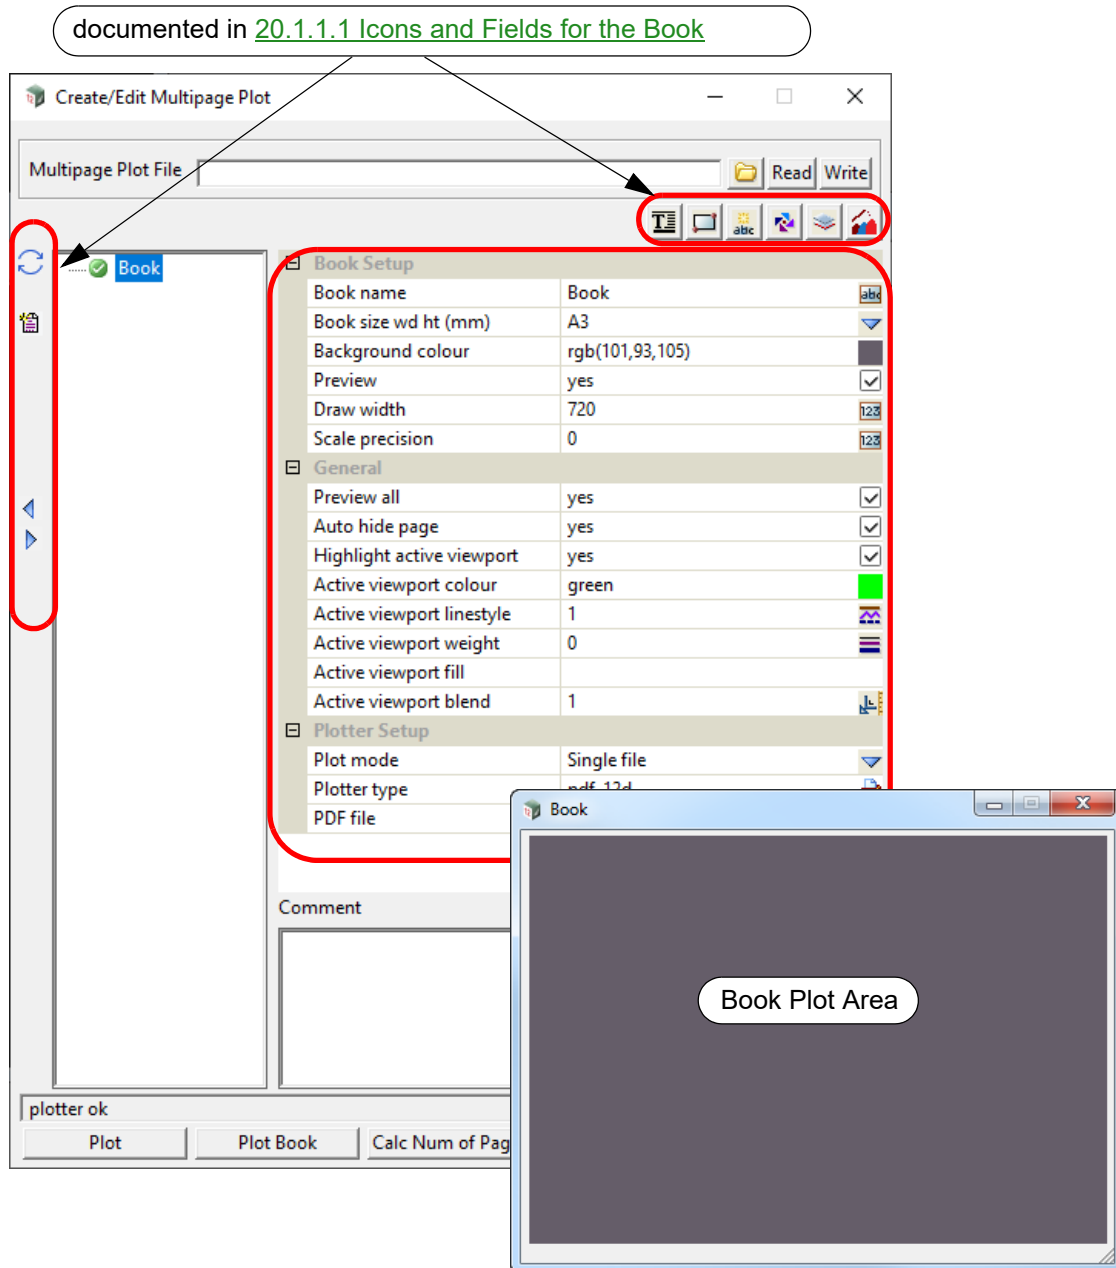 documented in 20.1.1.1 Icons and Fields for the Book
Create/Edit Multipage Plot
Multipage Plot File
Read Write
abc
Book
Book Setup
Book name Book abc
Book size wd ht (mm) A3
Background colour rgb(101,93,105)
Preview yes
Draw width 720 123
Scale precision 0 123
General
Preview all yes
Auto hide page yes
Highlight active viewport yes
Active viewport colour green
Active viewport linestyle 1
Active viewport weight 0
Active viewport fill
Active viewport blend 1
Plotter Setup
Plot mode Single file
Plotter type
PDF file
Book
Comment
Book Plot Area
plotter ok
Plot Plot Book Calc Num of Pag